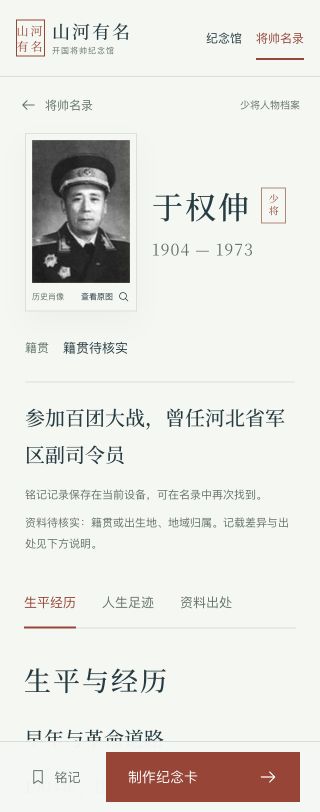 山河
有名
山河有名
开国将帅纪念馆
纪念馆
将帅名录
将帅名录
少将人物档案
于权伸
少将
1904 — 1973
历史肖像
查看原图
籍贯
籍贯待核实
参加百团大战，曾任河北省军
区副司令员
铭记记录保存在当前设备，可在名录中再次找到。
资料待核实：籍贯或出生地、地域归属。记载差异与出
处见下方说明。
生平经历
人生足迹
资料出处
生平与经历
早年与革命道路
铭记
制作纪念卡